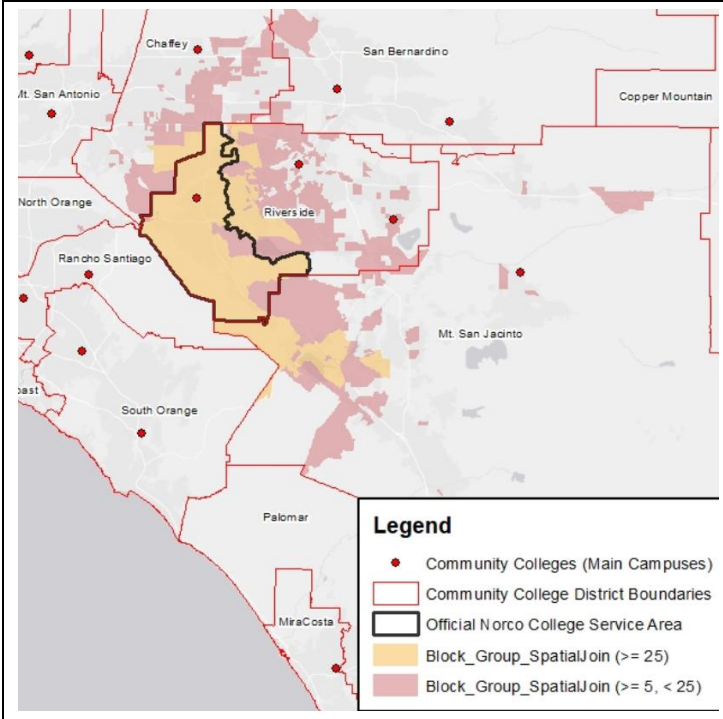 Chaffey
San Bernardino
Mt. San Antonio
Copper Mountain
North Orange
Riverside
Rancho Santiago
Mt. San Jacinto
South Orange
Palomar
MiraCosta
Legend
Community Colleges (Main Campuses)
Community College District Boundaries
Official Norco College Service Area
Block_Group_SpatialJoin (>= 25)
Block_Group_SpatialJoin (>= 5, < 25)